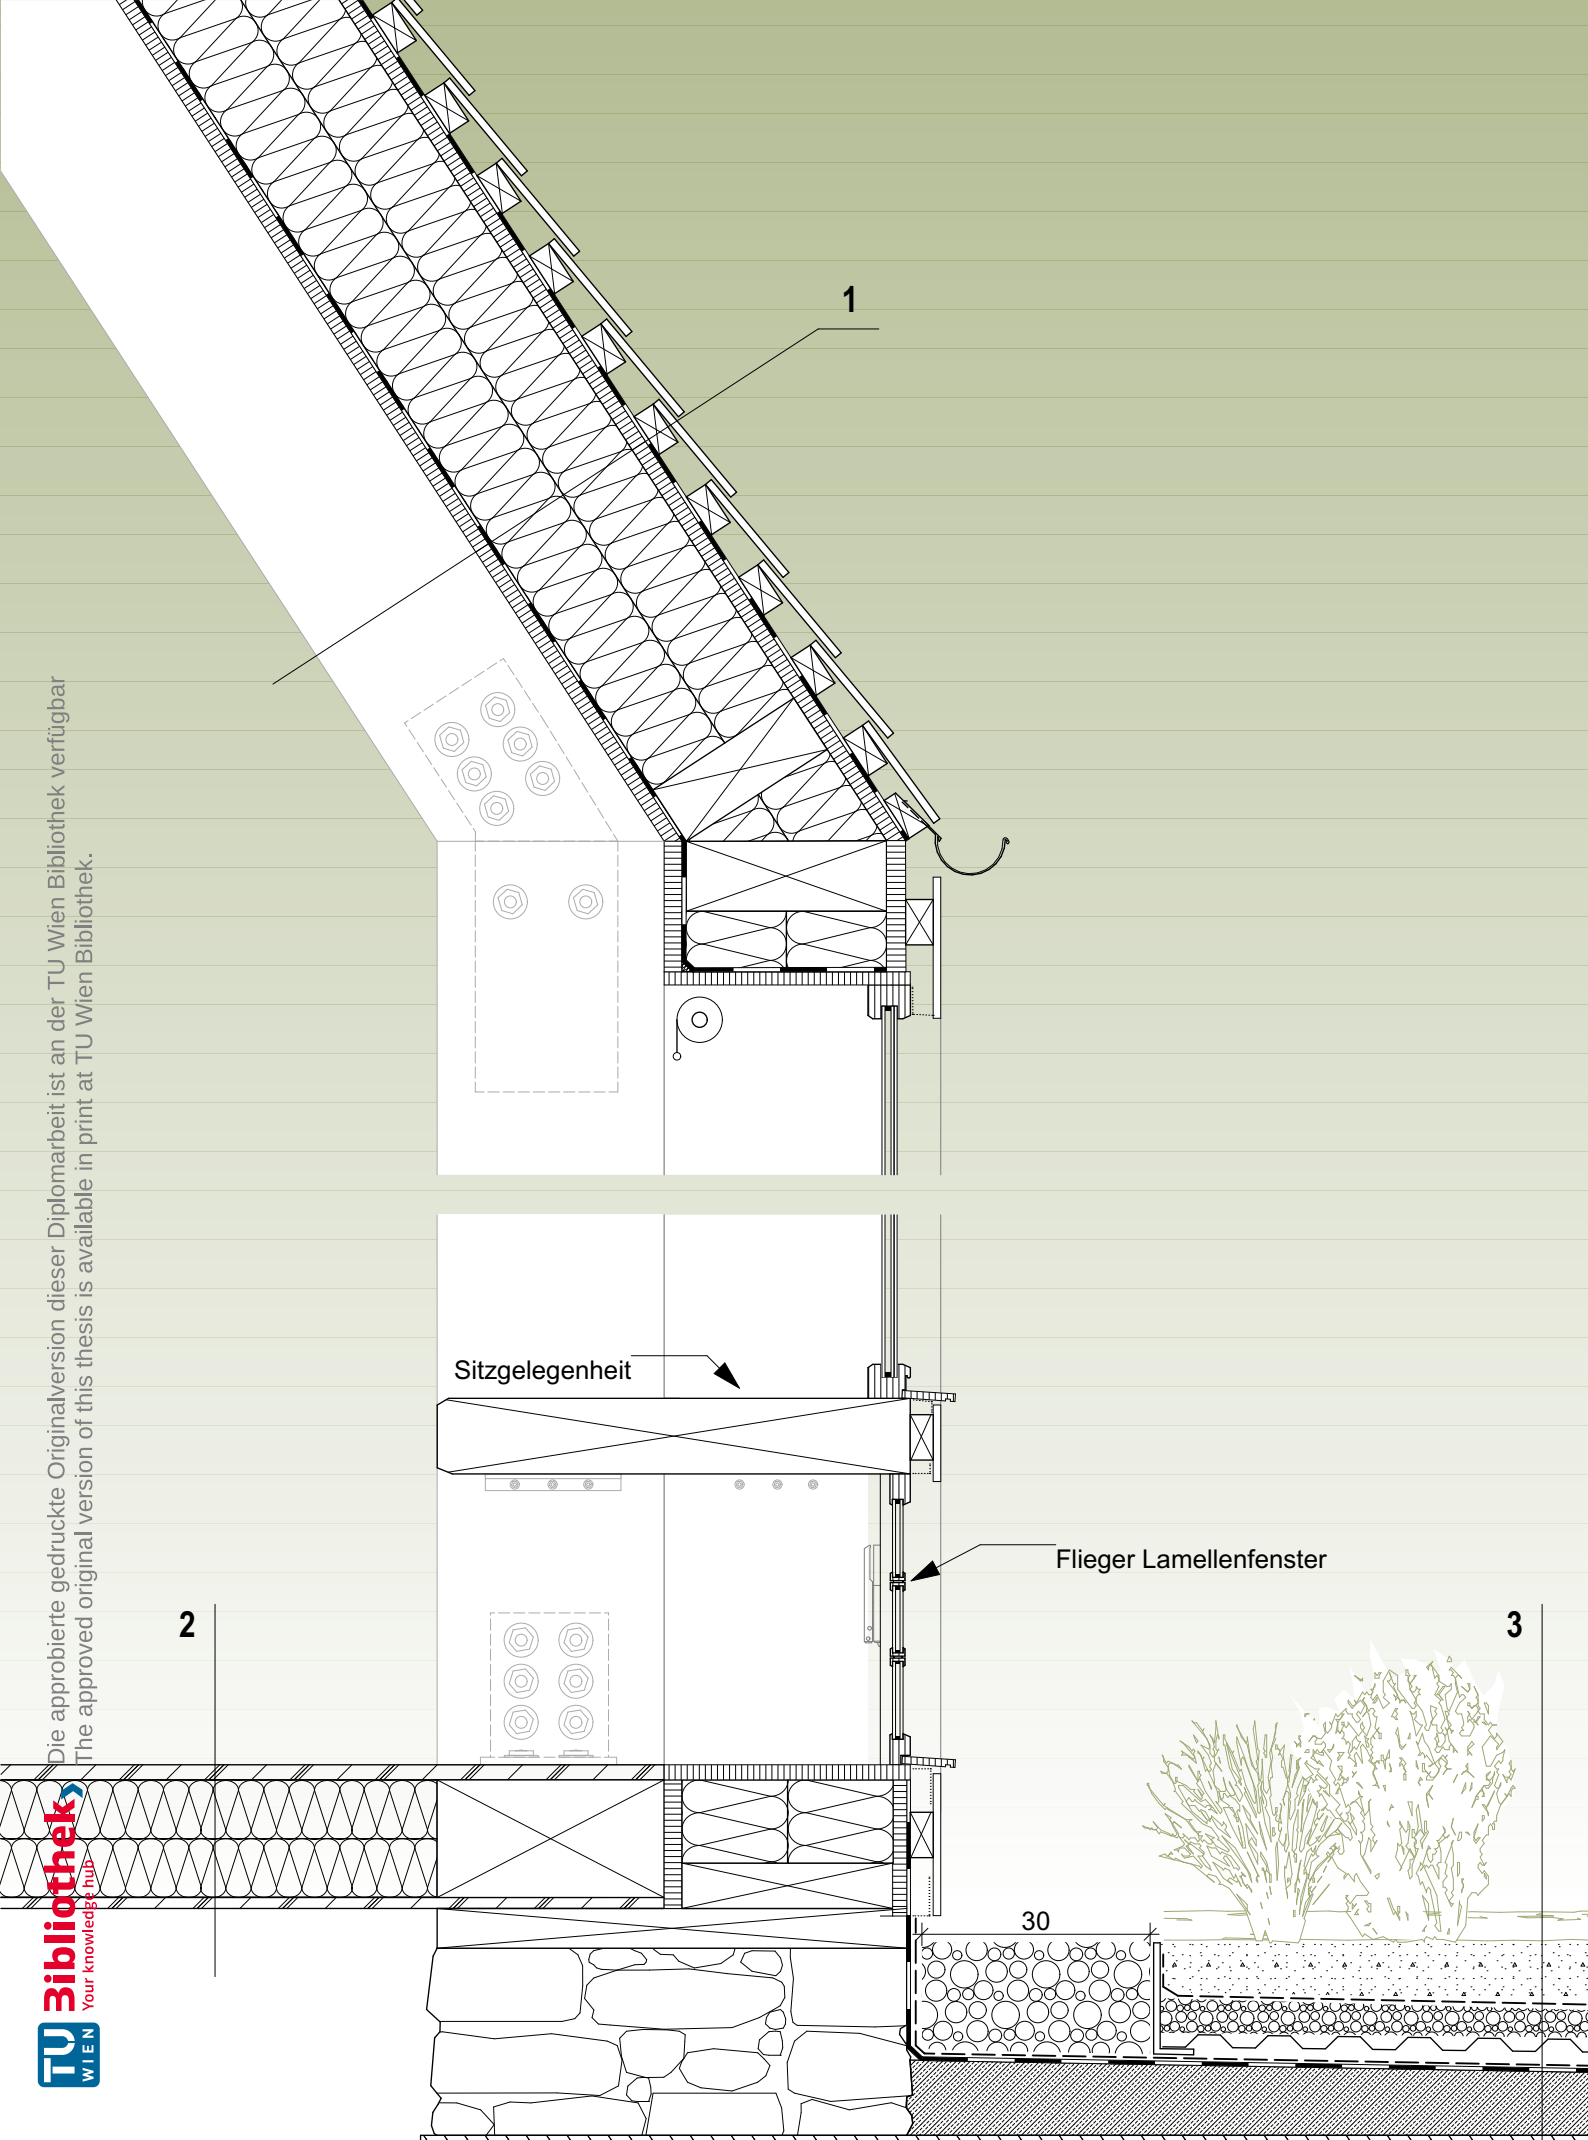 1
Sitzgelegenheit
Flieger Lamellenfenster
2
3
30
Die approbierte gedruckte Originalversion dieser Diplomarbeit ist an der TU Wien Bibliothek verfügbar
The approved original version of this thesis is available in print at TU Wien Bibliothek.
TU
WIEN
Bibliothek
Your knowledge hub